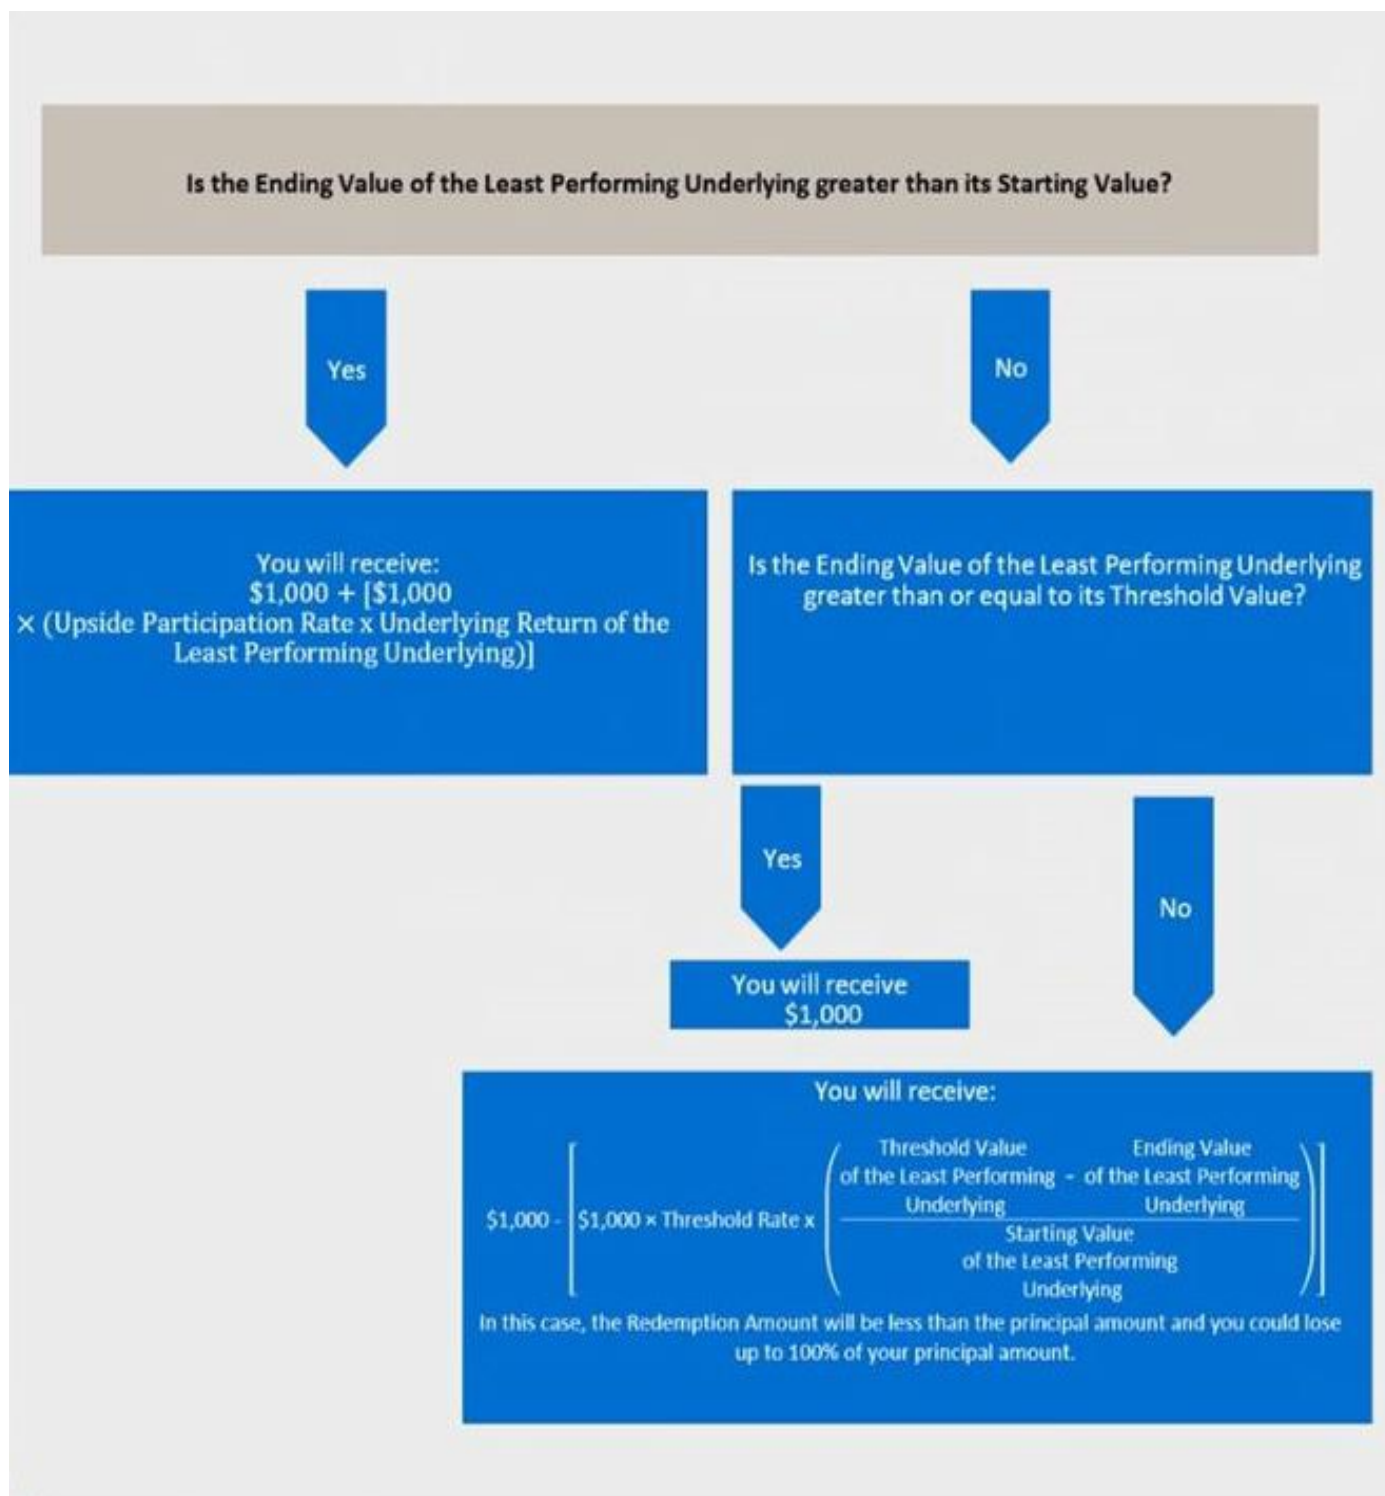 Is the Ending Value of the Least Performing Underlying greater than its Starting Value?
Yes
No
You will receive:
$1,000 + [$1,000
× (Upside Participation Rate x Underlying Return of the
Least Performing Underlying)]
Is the Ending Value of the Least Performing Underlying
greater than or equal to its Threshold Value?
Yes
No
You will receive
$1,000
You will receive:
$1,000 - [$1,000 × Threshold Rate x (
Threshold Value
of the Least Performing
Underlying
-
Ending Value
of the Least Performing
Underlying
Starting Value
of the Least Performing
Underlying
)]
In this case, the Redemption Amount will be less than the principal amount and you could lose
up to 100% of your principal amount.